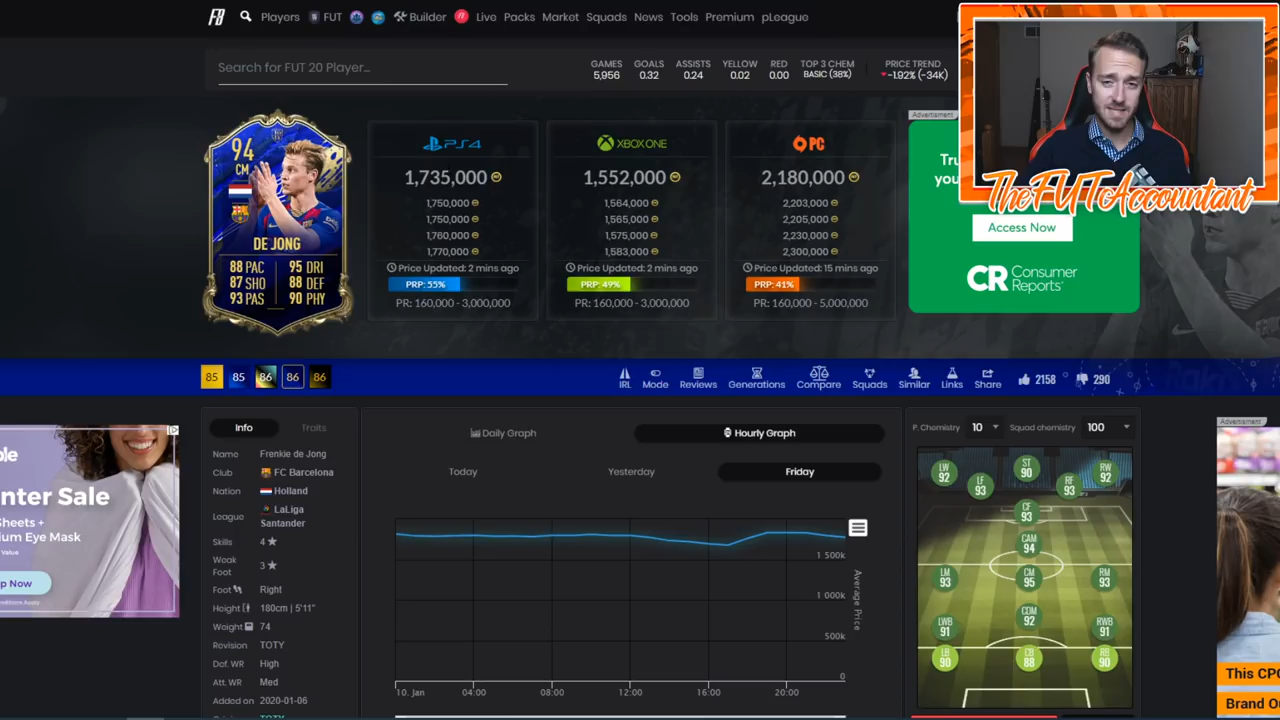 F8 Players FUT Builder Live Packs Market Squads News Tools Premium pLeague
Search for FUT 20 Player...
GAMES GOALS ASSISTS YELLOW RED TOP 3 CHEM PRICE TREND
5,956 0.32 0.24 0.02 0.00 BASIC (38%) -1.92% (-34K)
94
CM
DE JONG
88 PAC 95 DRI
87 SHO 88 DEF
93 PAS 90 PHY
PS4
1,735,000
1,750,000
1,750,000
1,760,000
1,770,000
Price Updated: 2 mins ago
PRP: 55%
PR: 160,000 - 3,000,000
XBOX ONE
1,552,000
1,564,000
1,565,000
1,575,000
1,583,000
Price Updated: 2 mins ago
PRP: 49%
PR: 160,000 - 3,000,000
PC
2,180,000
2,203,000
2,205,000
2,230,000
2,300,000
Price Updated: 15 mins ago
PRP: 41%
PR: 160,000 - 5,000,000
Advertisment
Tru
you
TheFUTAccountant
Access Now
CR Consumer
Reports
85 85 86 86 86
IRL Mode Reviews Generations Compare Squads Similar Links Share 2158 290
Info Traits
Name Frenkie de Jong
Club FC Barcelona
Nation Holland
League LaLiga
Santander
Skills 4
Weak
Foot 3
Foot Right
Height 180cm | 5'11"
Weight 74
Revision TOTY
Def. WR High
Att. WR Med
Added on 2020-01-06
Daily Graph Hourly Graph
Today Yesterday Friday
1 500k
1 000k
500k
0
Average Price
10. Jan 04:00 08:00 12:00 16:00 20:00
P. Chemistry 10 Squad chemistry 100
LW
92
ST
90
RW
92
LF
93
RF
93
CF
93
CAM
94
LM
93
CM
95
RM
93
CDM
92
LWB
91
RWB
91
LB
90
CB
88
RB
90
ple
nter Sale
Sheets +
ium Eye Mask
Value
p Now
Advertisment
This CPC
Brand O